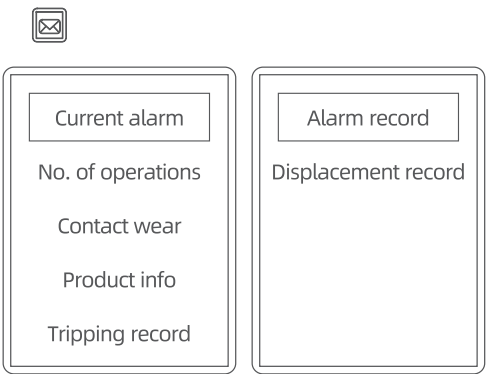 Current alarm
No. of operations
Contact wear
Product info
Tripping record
Alarm record
Displacement record